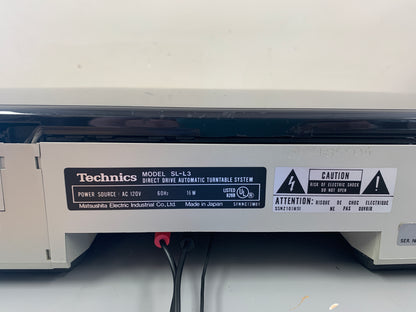 Technics MODEL SL-L3
DIRECT DRIVE AUTOMATIC TURNTABLE SYSTEM
POWER SOURCE: AC 120V 60Hz 16W
LISTED
UL
Matsushita Electric Industrial Co., Ltd. Made in Japan
CAUTION
RISK OF ELECTRIC SHOCK
DO NOT OPEN
ATTENTION: RISQUE DE CHOC ELECTRIQUE
NE PAS OUVRIR
SER. N